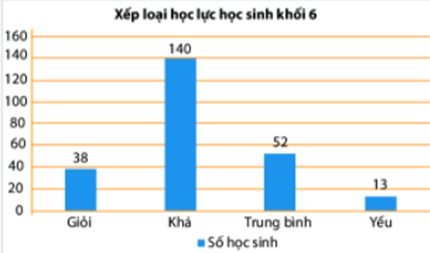 Xếp loại học lực học sinh khối 6
160
140
120
100
80
60
40
20
0
38
140
52
13
Giỏi
Khá
Trung bình
Yếu
Số học sinh